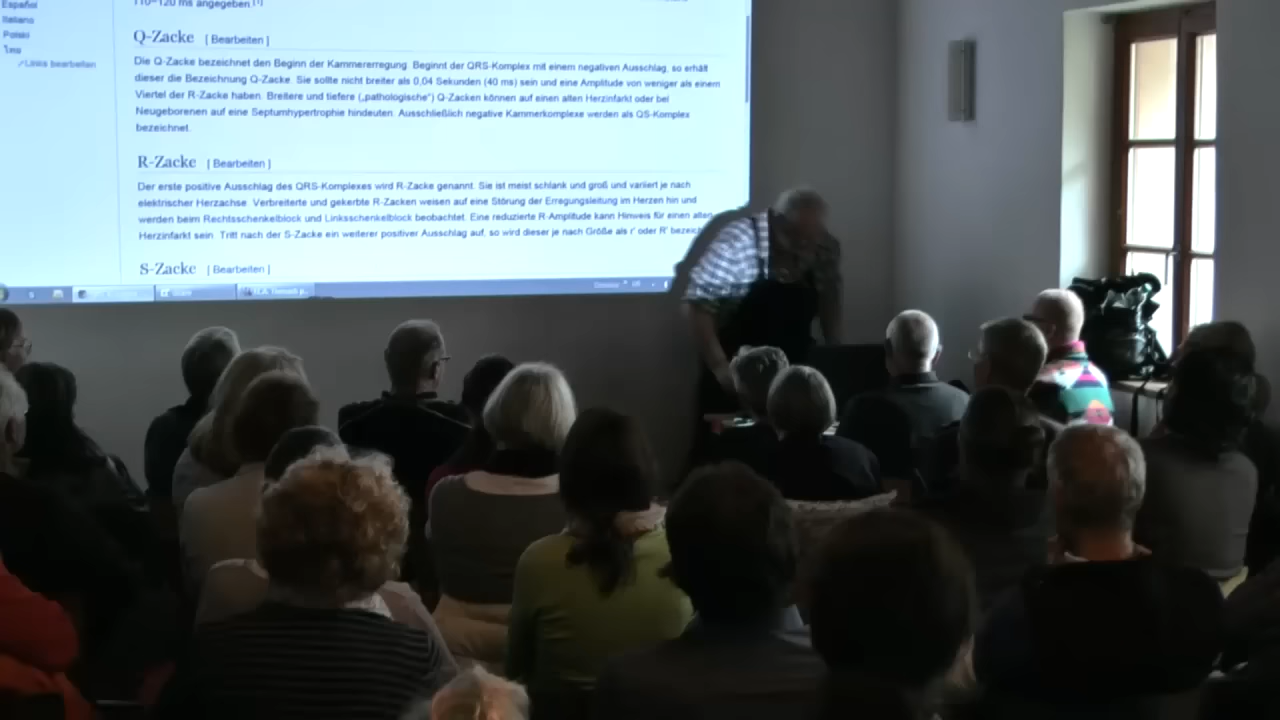 Español
Italiano
Polski
Links bearbeiten
110–120 ms angegeben.[1]
Q-Zacke [ Bearbeiten ]
Die Q-Zacke bezeichnet den Beginn der Kammererregung. Beginnt der QRS-Komplex mit einem negativen Ausschlag, so erhält
dieser die Bezeichnung Q-Zacke. Sie sollte nicht breiter als 0,04 Sekunden (40 ms) sein und eine Amplitude von weniger als einem
Viertel der R-Zacke haben. Breitere und tiefere („pathologische“) Q-Zacken können auf einen alten Herzinfarkt oder bei
Neugeborenen auf eine Septumhypertrophie hindeuten. Ausschließlich negative Kammerkomplexe werden als QS-Komplex
bezeichnet.
R-Zacke [ Bearbeiten ]
Der erste positive Ausschlag des QRS-Komplexes wird R-Zacke genannt. Sie ist meist schlank und groß und variiert je nach
elektrischer Herzachse. Verbreiterte und gekerbte R-Zacken weisen auf eine Störung der Erregungsleitung im Herzen hin und
werden beim Rechtsschenkelblock und Linksschenkelblock beobachtet. Eine reduzierte R-Amplitude kann Hinweis für einen alten
Herzinfarkt sein. Tritt nach der S-Zacke ein weiterer positiver Ausschlag auf, so wird dieser je nach Größe als r' oder R' bezeich
S-Zacke [ Bearbeiten ]